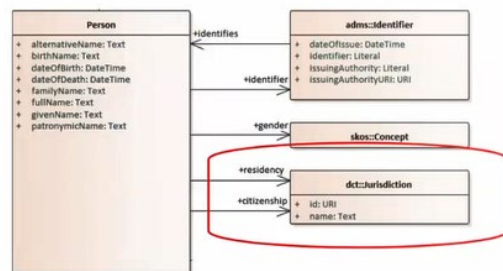 Person
+ alternativeName: Text
+ birthName: Text
+ dateOfBirth: DateTime
+ dateOfDeath: DateTime
+ familyName: Text
+ fullName: Text
+ givenName: Text
+ patronymicName: Text
+identifies
+identifier
+gender
+residency
+citizenship
adms::Identifier
+ dateOfIssue: DateTime
+ identifier: Literal
+ issuingAuthority: Literal
+ issuingAuthorityURI: URI
skos::Concept
dct::Jurisdiction
+ id: URI
+ name: Text